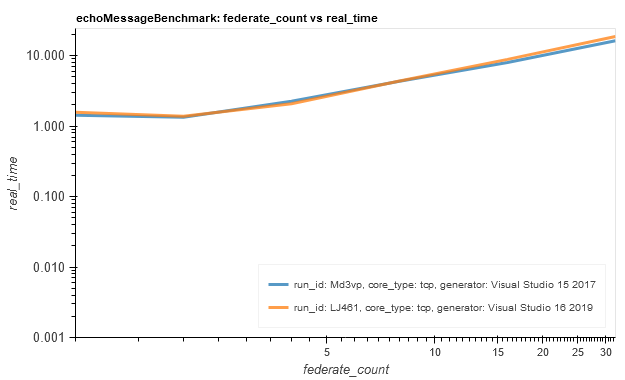 echoMessageBenchmark: federate_count vs real_time
10.000
1.000
0.100
0.010
0.001
real_time
run_id: Md3vp, core_type: tcp, generator: Visual Studio 15 2017
run_id: LJ461, core_type: tcp, generator: Visual Studio 16 2019
5 10 15 20 25 30
federate_count